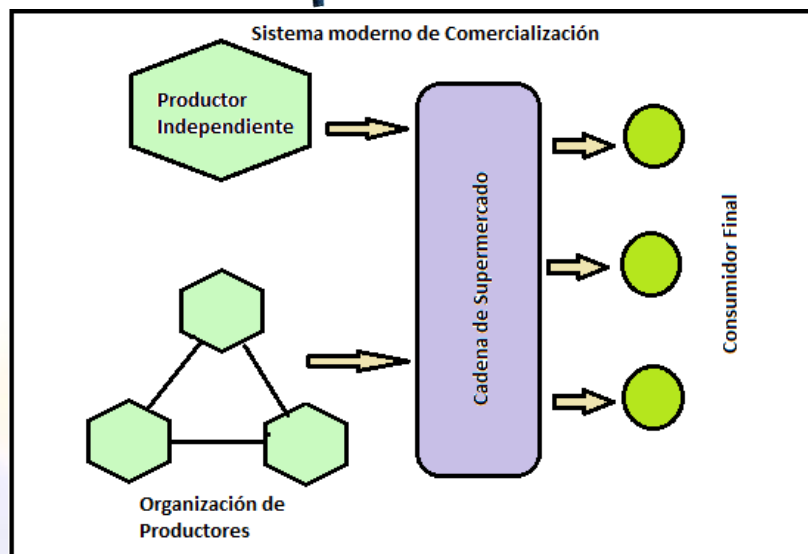 Sistema moderno de Comercialización
Productor
Independiente
Cadena de Supermercado
Consumidor Final
Organización de
Productores